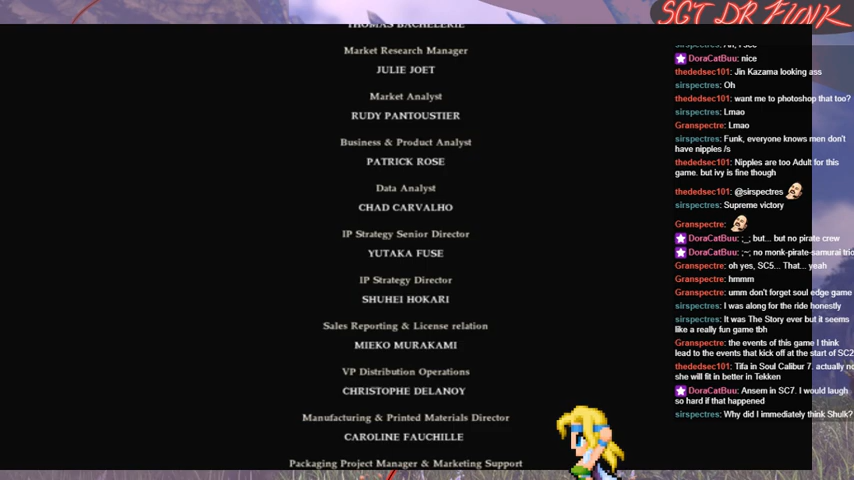 SGT DR FUNK
THOMAS BACHELERIE
Market Research Manager
JULIE JOET
Market Analyst
RUDY PANTOUSTIER
Business & Product Analyst
PATRICK ROSE
Data Analyst
CHAD CARVALHO
IP Strategy Senior Director
YUTAKA FUSE
IP Strategy Director
SHUHEI HOKARI
Sales Reporting & License relation
MIEKO MURAKAMI
VP Distribution Operations
CHRISTOPHE DELANOY
Manufacturing & Printed Materials Director
CAROLINE FAUCHILLE
Packaging Project Manager & Marketing Support
sirspectres: Ah, I see
DoraCatBuu: nice
thededsec101: Jin Kazama looking ass
sirspectres: Oh
thededsec101: want me to photoshop that too?
sirspectres: Lmao
Granspectre: Lmao
sirspectres: Funk, everyone knows men don't
have nipples /s
thededsec101: Nipples are too Adult for this
game. but ivy is fine though
thededsec101: @sirspectres
sirspectres: Supreme victory
Granspectre:
DoraCatBuu: ;_; but... but no pirate crew
DoraCatBuu: ;~; no monk-pirate-samurai trio
Granspectre: oh yes, SC5... That... yeah
Granspectre: hmmm
Granspectre: umm don't forget soul edge game
sirspectres: I was along for the ride honestly
sirspectres: It was The Story ever but it seems
like a really fun game tbh
Granspectre: the events of this game I think
lead to the events that kick off at the start of SC2
thededsec101: Tifa in Soul Calibur 7. actually no
she will fit in better in Tekken
DoraCatBuu: Ansem in SC7. I would laugh
so hard if that happened
sirspectres: Why did I immediately think Shulk?